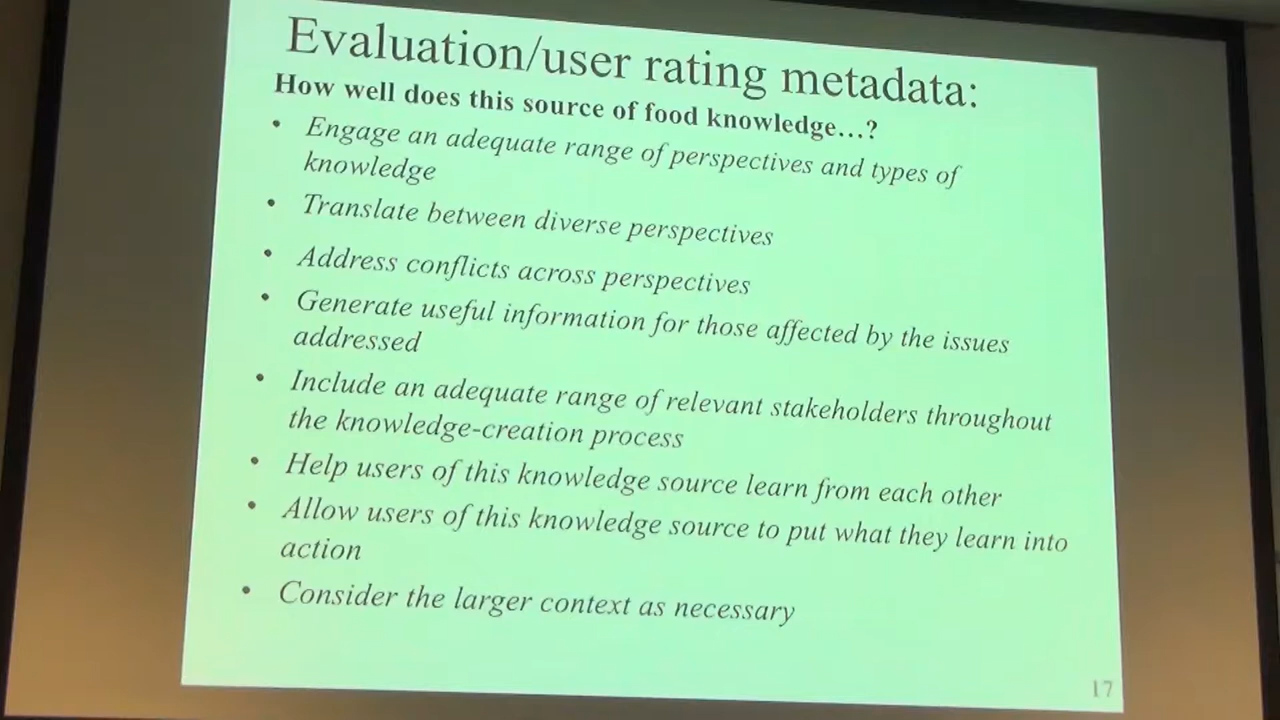 Evaluation/user rating metadata:
How well does this source of food knowledge…?
• Engage an adequate range of perspectives and types of
knowledge
• Translate between diverse perspectives
• Address conflicts across perspectives
• Generate useful information for those affected by the issues
addressed
• Include an adequate range of relevant stakeholders throughout
the knowledge-creation process
• Help users of this knowledge source learn from each other
• Allow users of this knowledge source to put what they learn into
action
• Consider the larger context as necessary
17